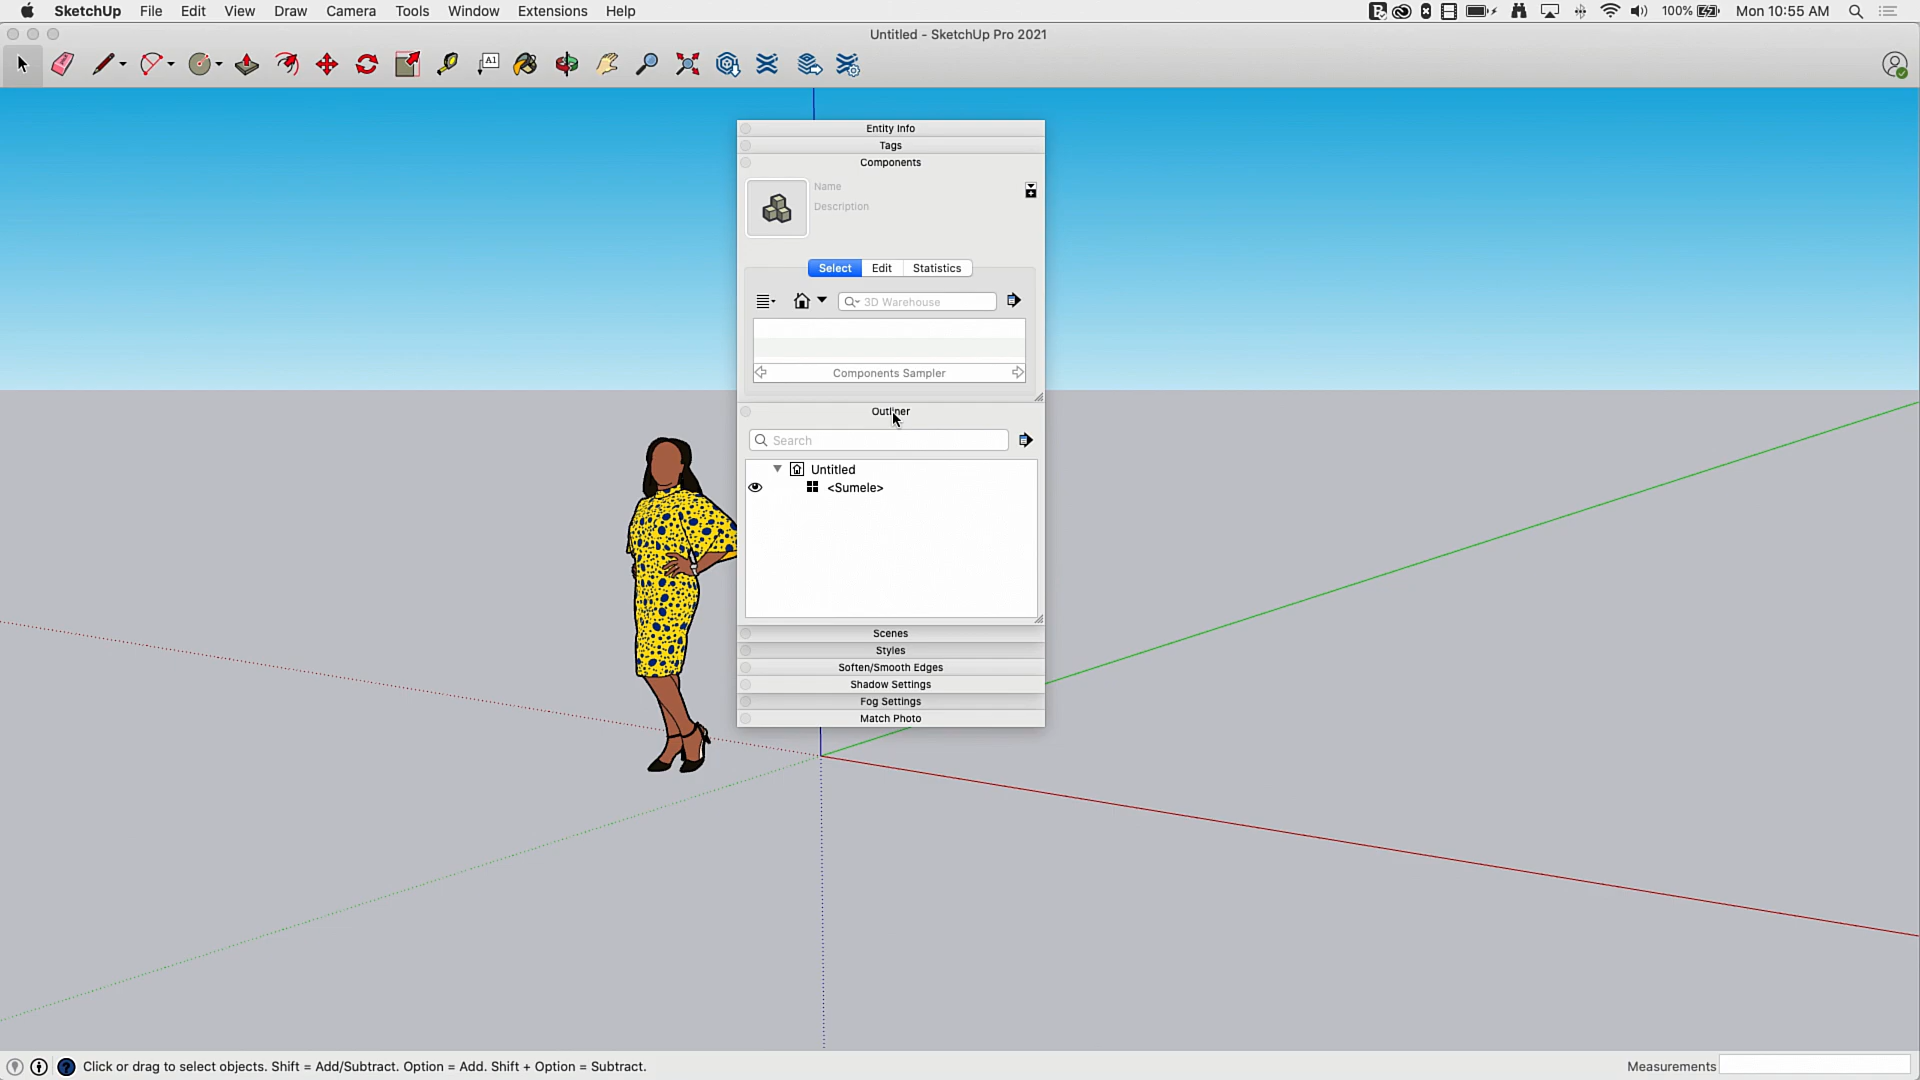 SketchUp File Edit View Draw Camera Tools Window Extensions Help 100% Mon 10:55 AM
Untitled - SketchUp Pro 2021
A1
Entity Info
Tags
Components
Name
Description
Select Edit Statistics
3D Warehouse
Components Sampler
Outliner
Search
Untitled
<Sumele>
Scenes
Styles
Soften/Smooth Edges
Shadow Settings
Fog Settings
Match Photo
Click or drag to select objects. Shift = Add/Subtract. Option = Add. Shift + Option = Subtract. Measurements